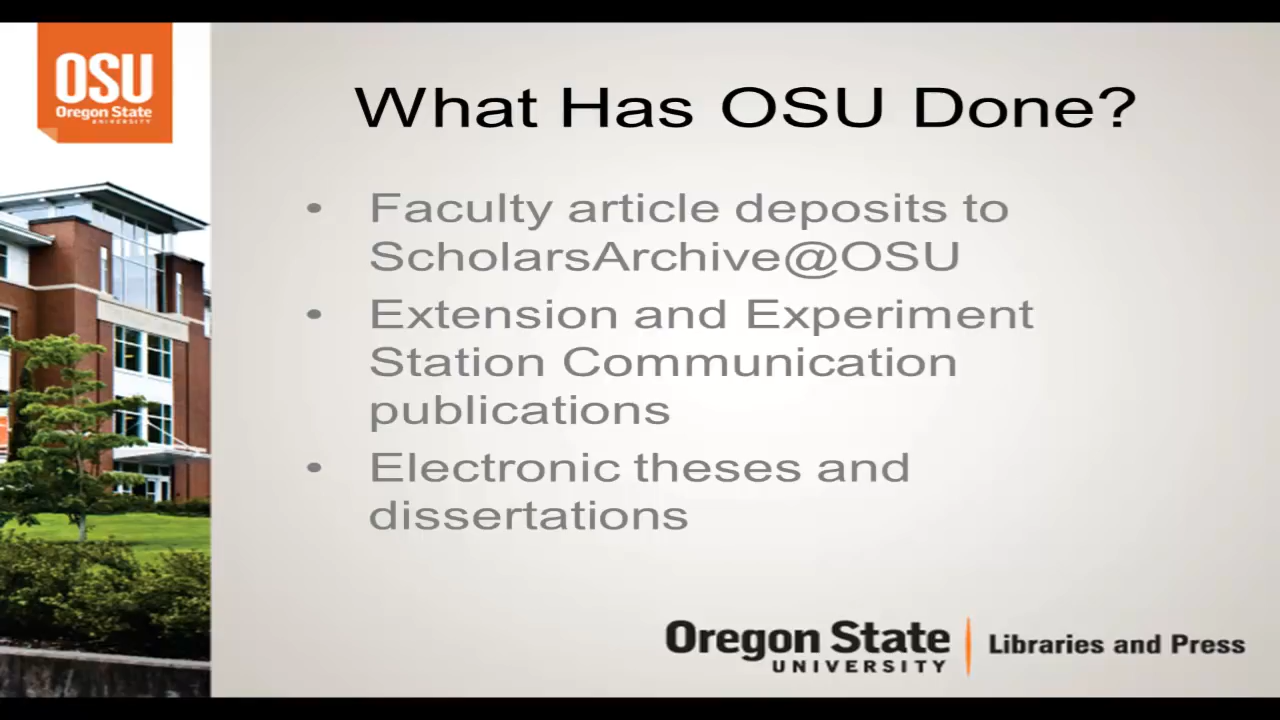 OSU
Oregon State
UNIVERSITY
What Has OSU Done?
• Faculty article deposits to
ScholarsArchive@OSU
• Extension and Experiment
Station Communication
publications
• Electronic theses and
dissertations
Oregon State
UNIVERSITY
Libraries and Press